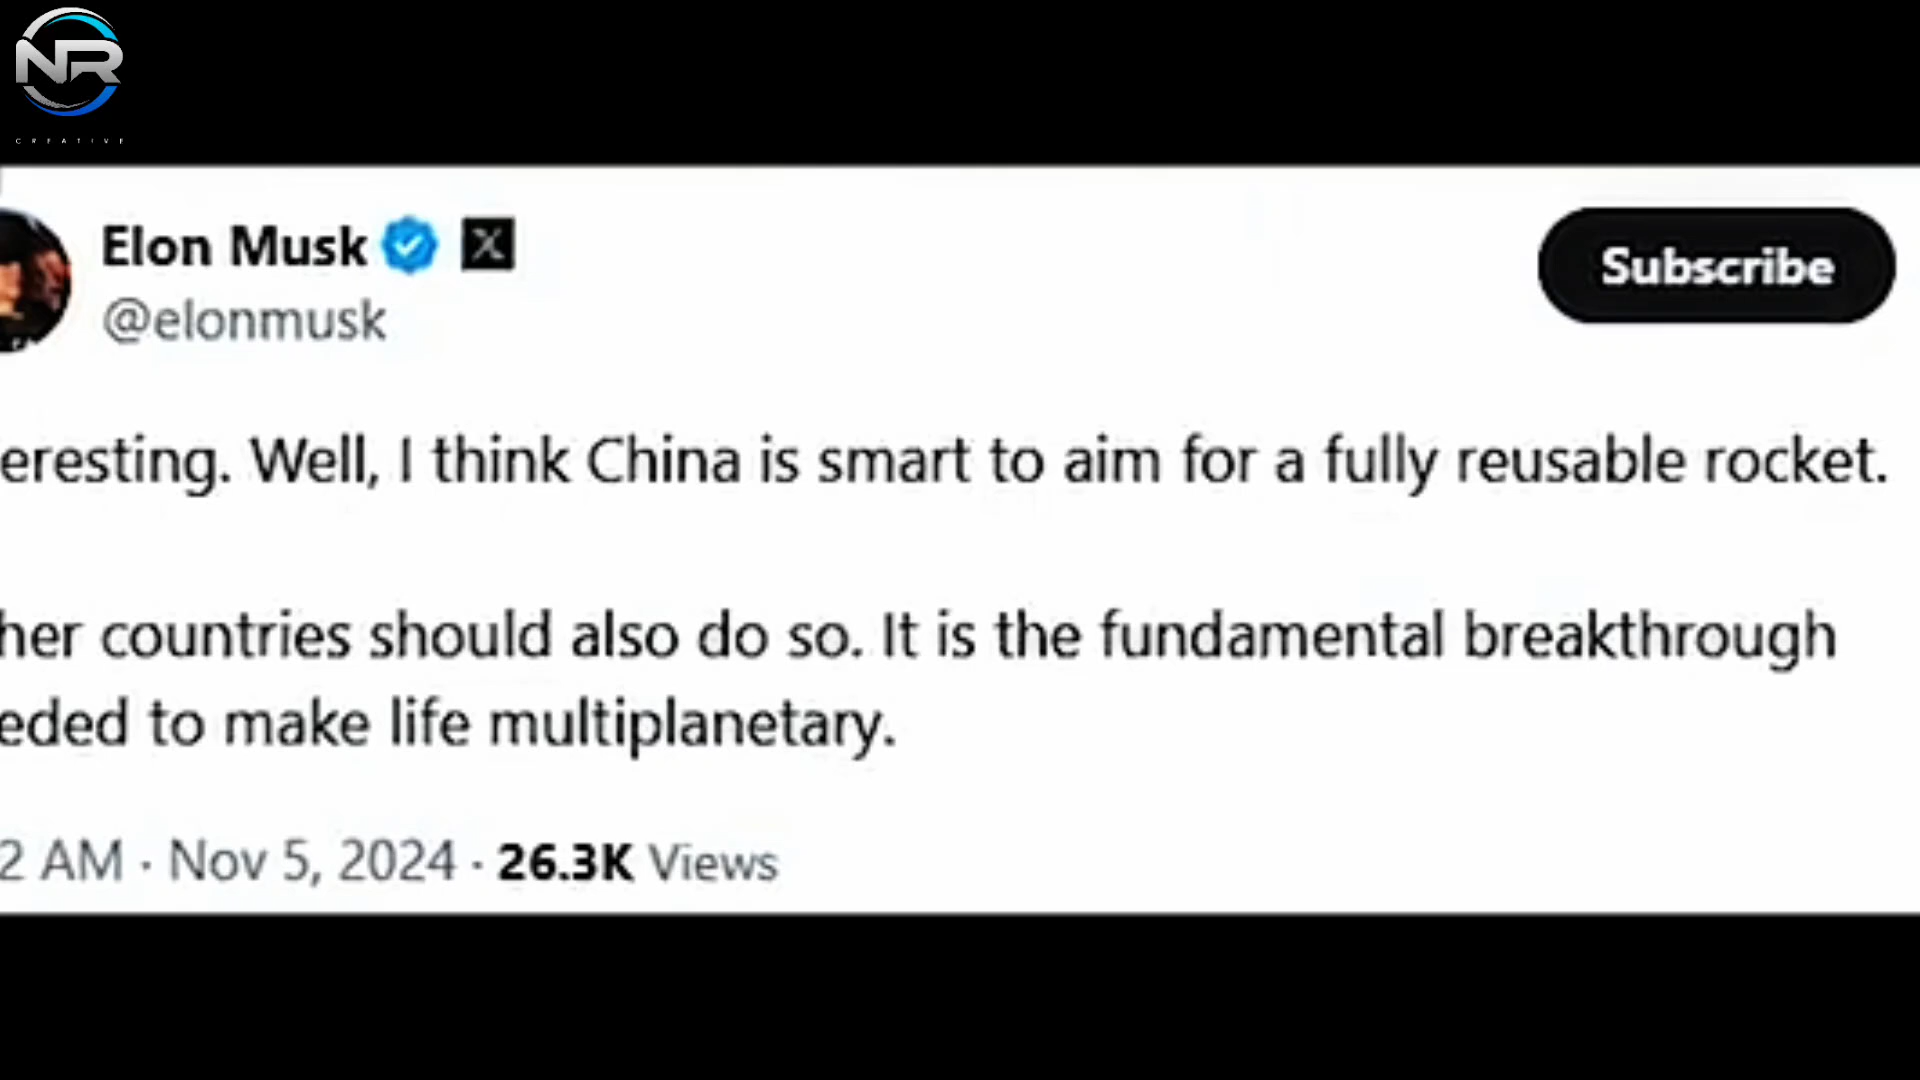 NR
CREATIVE
Elon Musk
@elonmusk
Subscribe
eresting. Well, I think China is smart to aim for a fully reusable rocket.
her countries should also do so. It is the fundamental breakthrough
eded to make life multiplanetary.
2 AM · Nov 5, 2024 · 26.3K Views